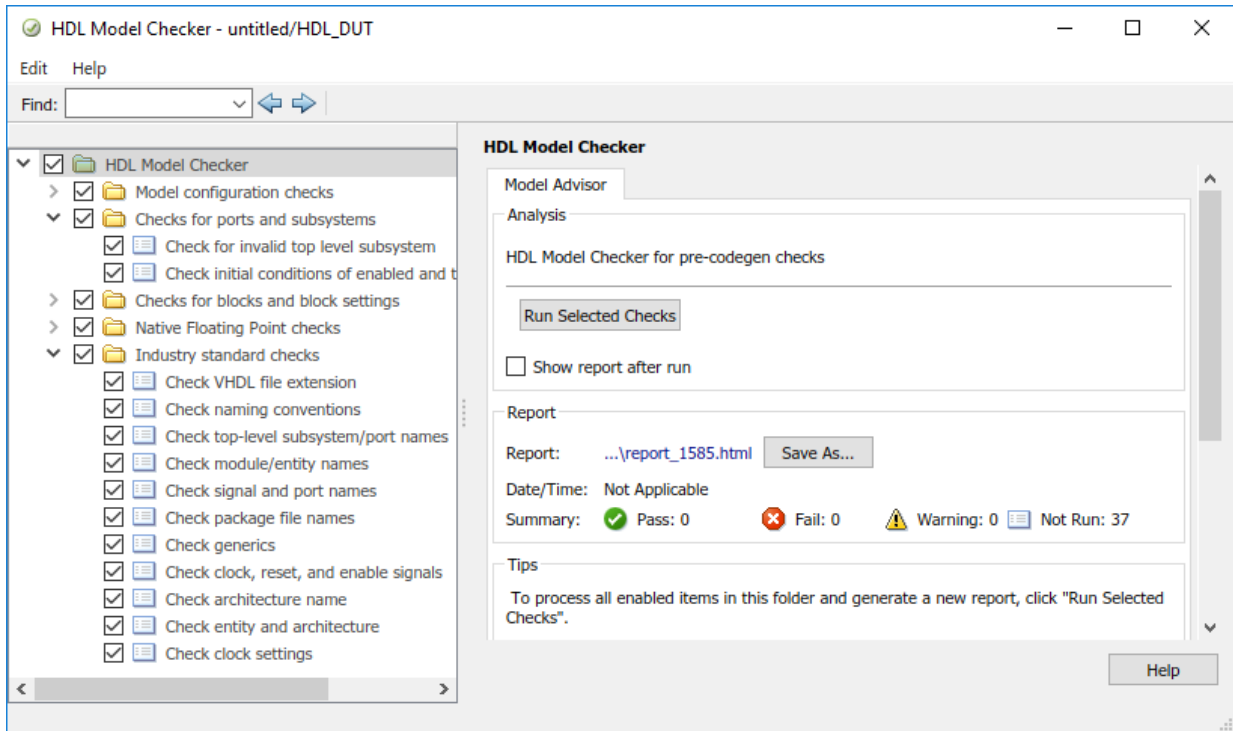 HDL Model Checker - untitled/HDL_DUT
Edit Help
Find:
HDL Model Checker
Model configuration checks
Checks for ports and subsystems
Check for invalid top level subsystem
Check initial conditions of enabled and t
Checks for blocks and block settings
Native Floating Point checks
Industry standard checks
Check VHDL file extension
Check naming conventions
Check top-level subsystem/port names
Check module/entity names
Check signal and port names
Check package file names
Check generics
Check clock, reset, and enable signals
Check architecture name
Check entity and architecture
Check clock settings
HDL Model Checker
Model Advisor
Analysis
HDL Model Checker for pre-codegen checks
Run Selected Checks
Show report after run
Report
Report: ...\report_1585.html Save As...
Date/Time: Not Applicable
Summary: Pass: 0 Fail: 0 Warning: 0 Not Run: 37
Tips
To process all enabled items in this folder and generate a new report, click "Run Selected
Checks".
Help